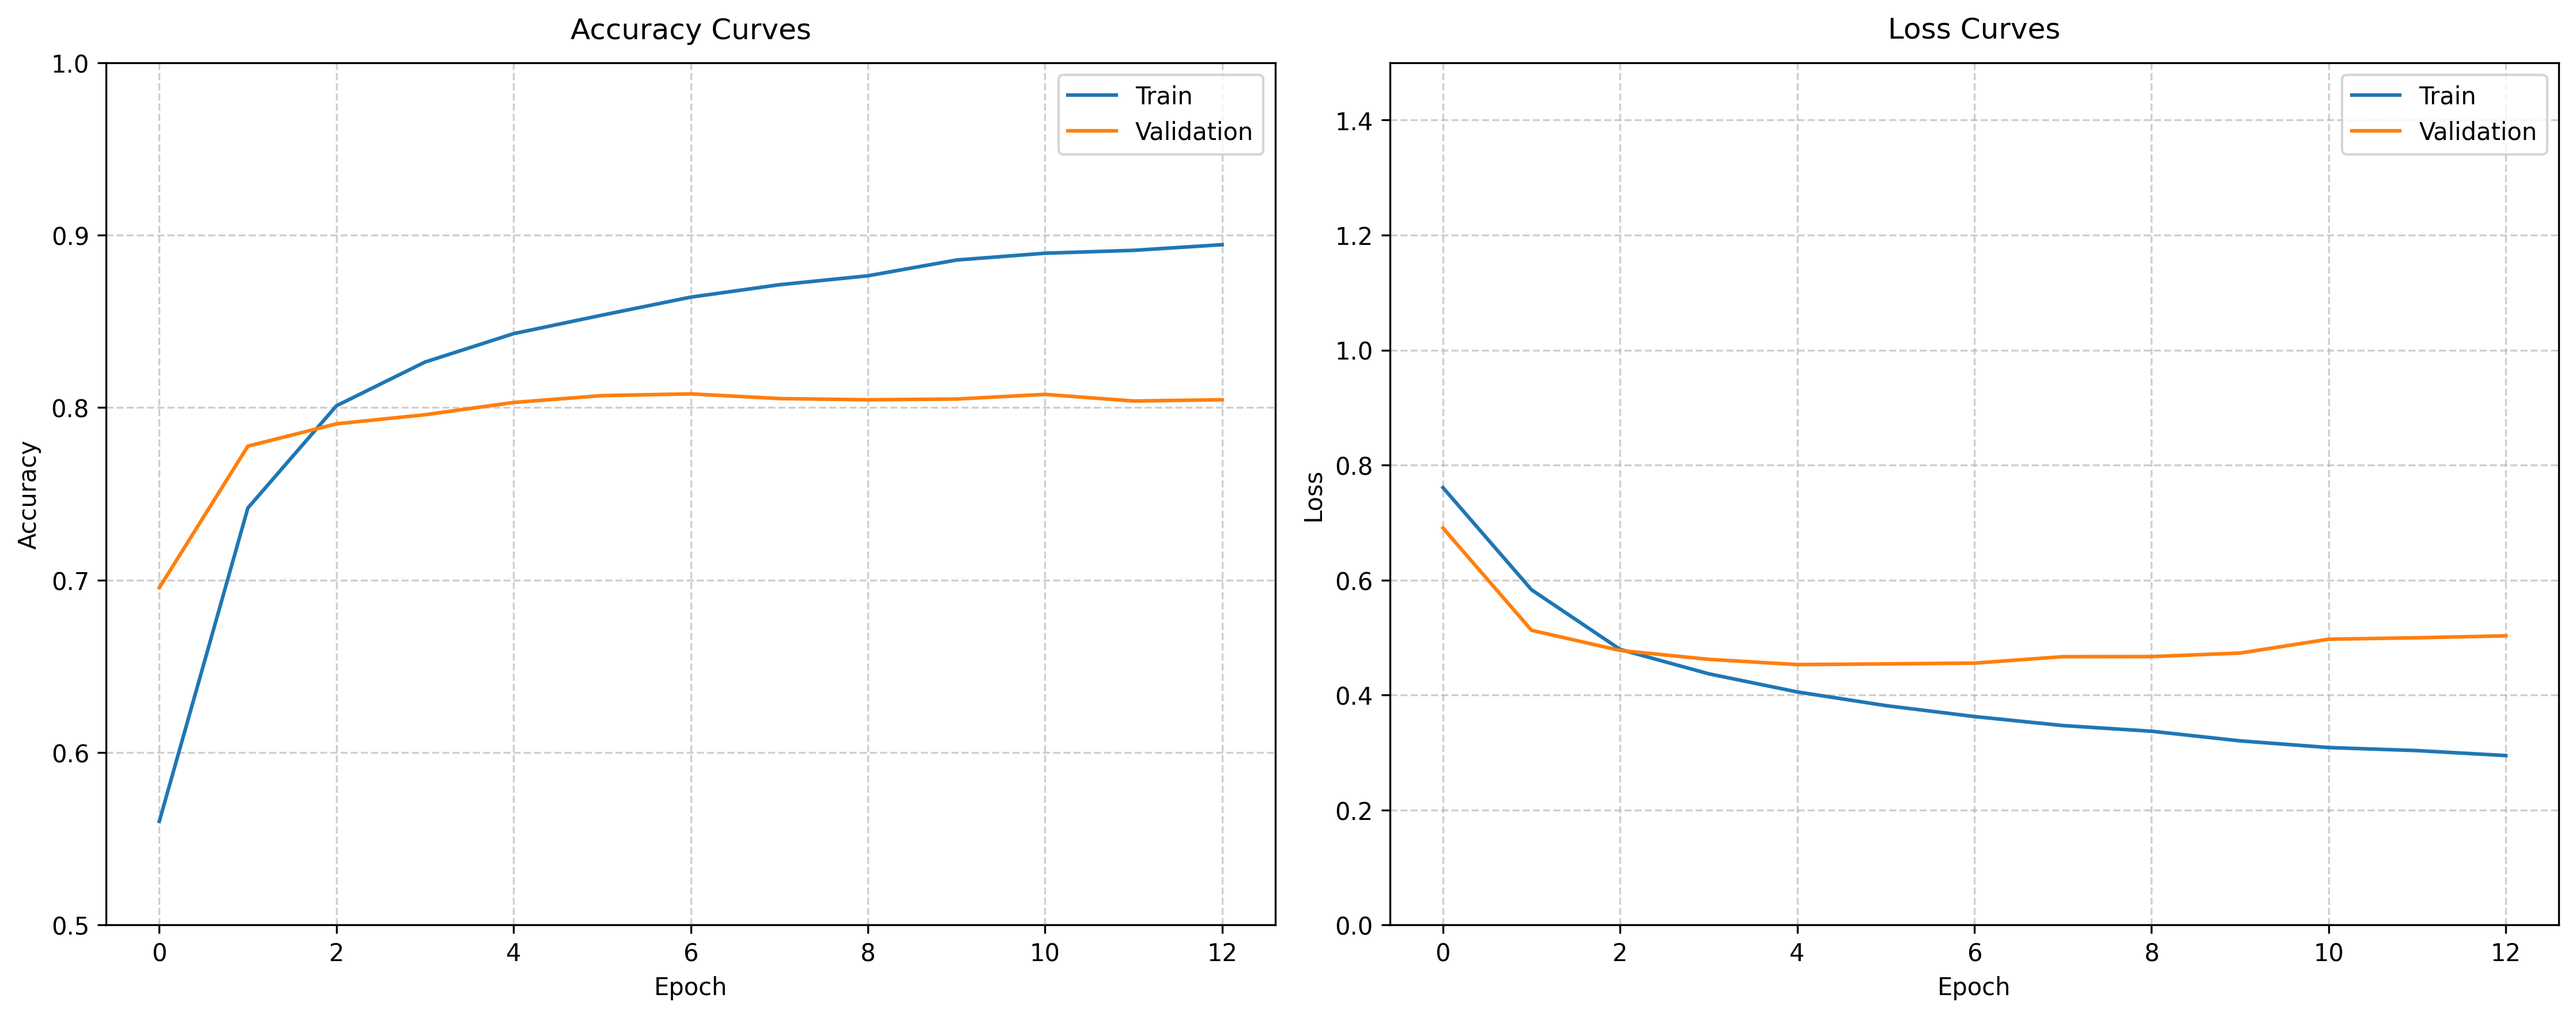 Accuracy Curves
1.0
0.9
0.8
0.7
0.6
0.5
Accuracy
0 2 4 6 8 10 12
Epoch
Train
Validation
Loss Curves
1.4
1.2
1.0
0.8
0.6
0.4
0.2
0.0
Loss
0 2 4 6 8 10 12
Epoch
Train
Validation